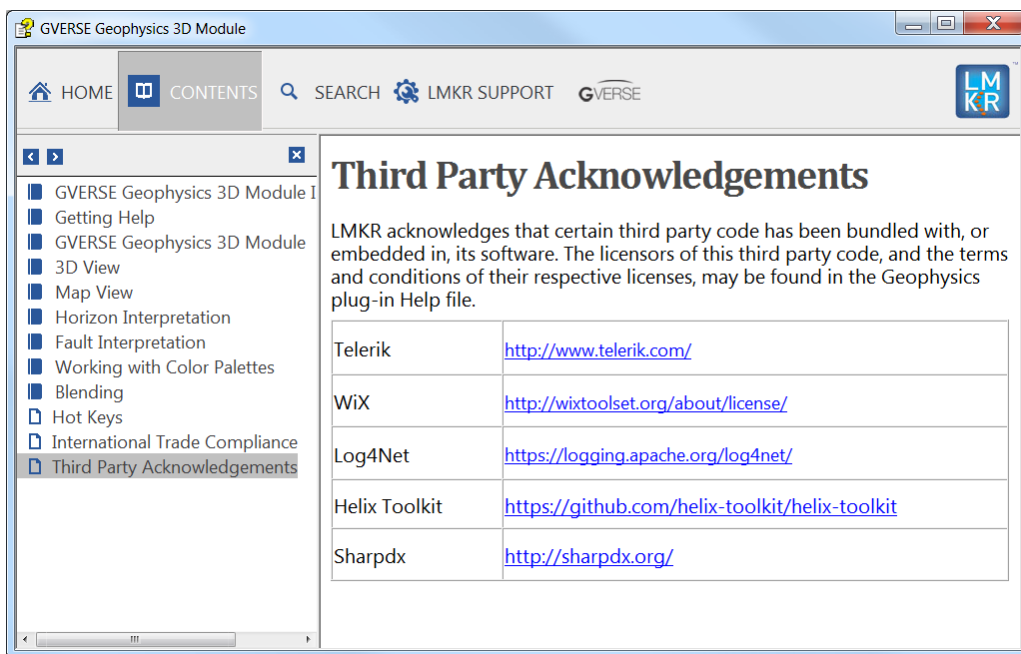 GVERSE Geophysics 3D Module
HOME
CONTENTS
SEARCH
LMKR SUPPORT
GVERSE
LM
KR
™
GVERSE Geophysics 3D Module I
Getting Help
GVERSE Geophysics 3D Module
3D View
Map View
Horizon Interpretation
Fault Interpretation
Working with Color Palettes
Blending
Hot Keys
International Trade Compliance
Third Party Acknowledgements
Third Party Acknowledgements
LMKR acknowledges that certain third party code has been bundled with, or
embedded in, its software. The licensors of this third party code, and the terms
and conditions of their respective licenses, may be found in the Geophysics
plug-in Help file.
Telerik http://www.telerik.com/
WiX http://wixtoolset.org/about/license/
Log4Net https://logging.apache.org/log4net/
Helix Toolkit https://github.com/helix-toolkit/helix-toolkit
Sharpdx http://sharpdx.org/